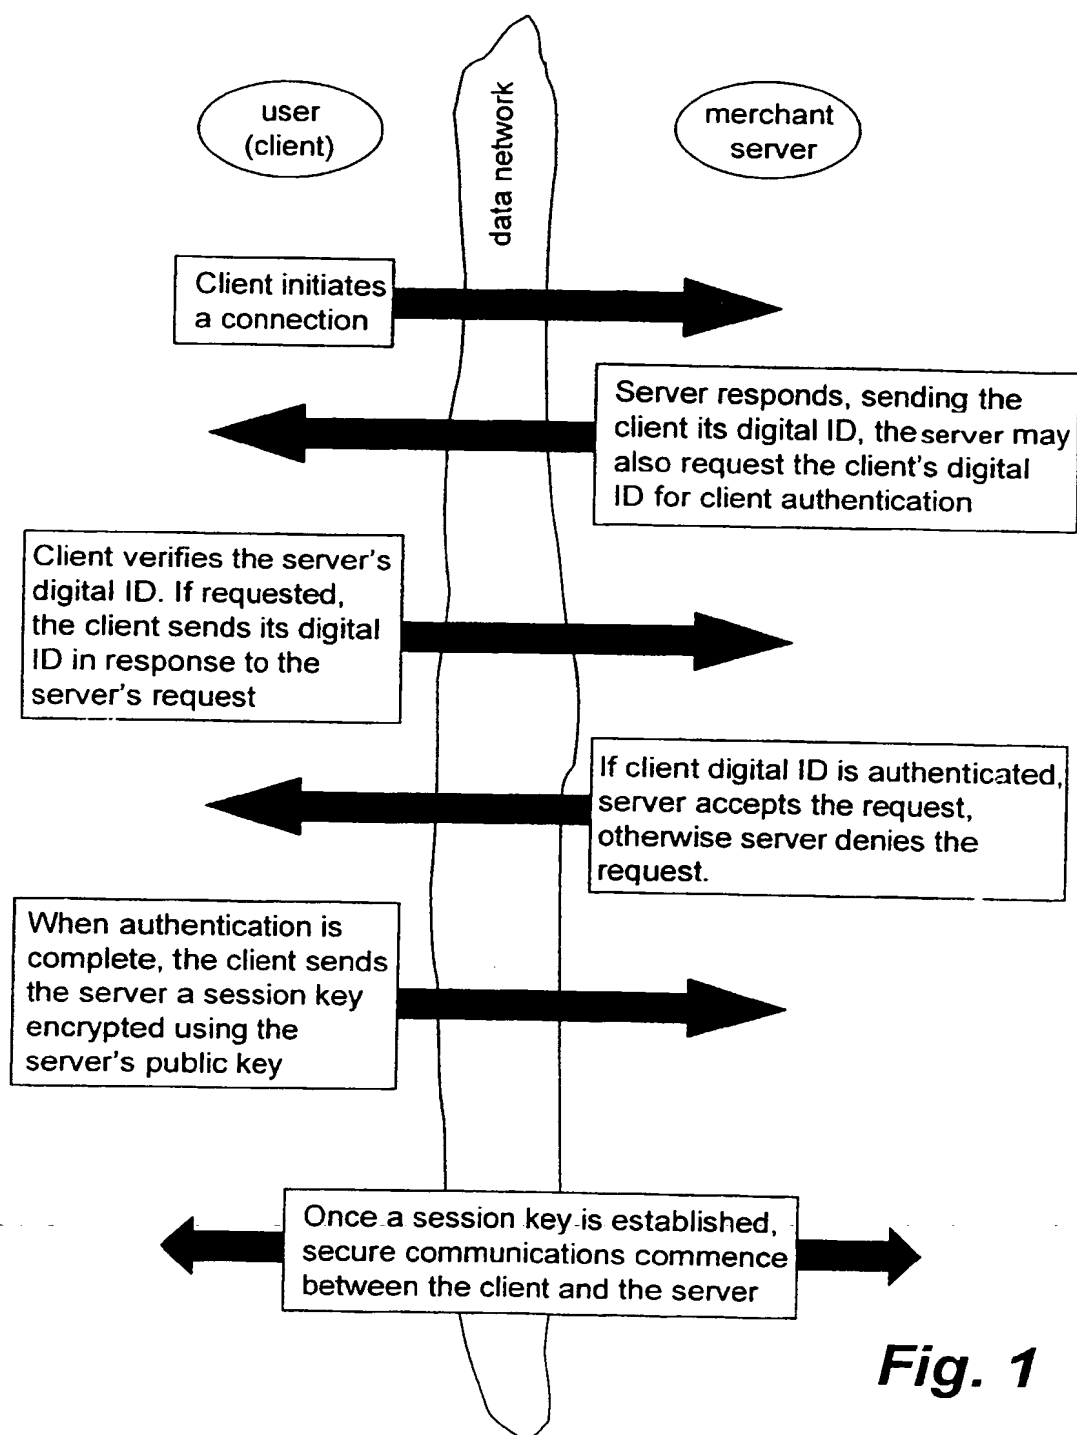 user
(client)
data network
merchant
server
Client initiates
a connection
Server responds, sending the
client its digital ID, the server may
also request the client's digital
ID for client authentication
Client verifies the server's
digital ID. If requested,
the client sends its digital
ID in response to the
server's request
If client digital ID is authenticated,
server accepts the request,
otherwise server denies the
request.
When authentication is
complete, the client sends
the server a session key
encrypted using the
server's public key
Once a session key is established,
secure communications commence
between the client and the server
Fig. 1